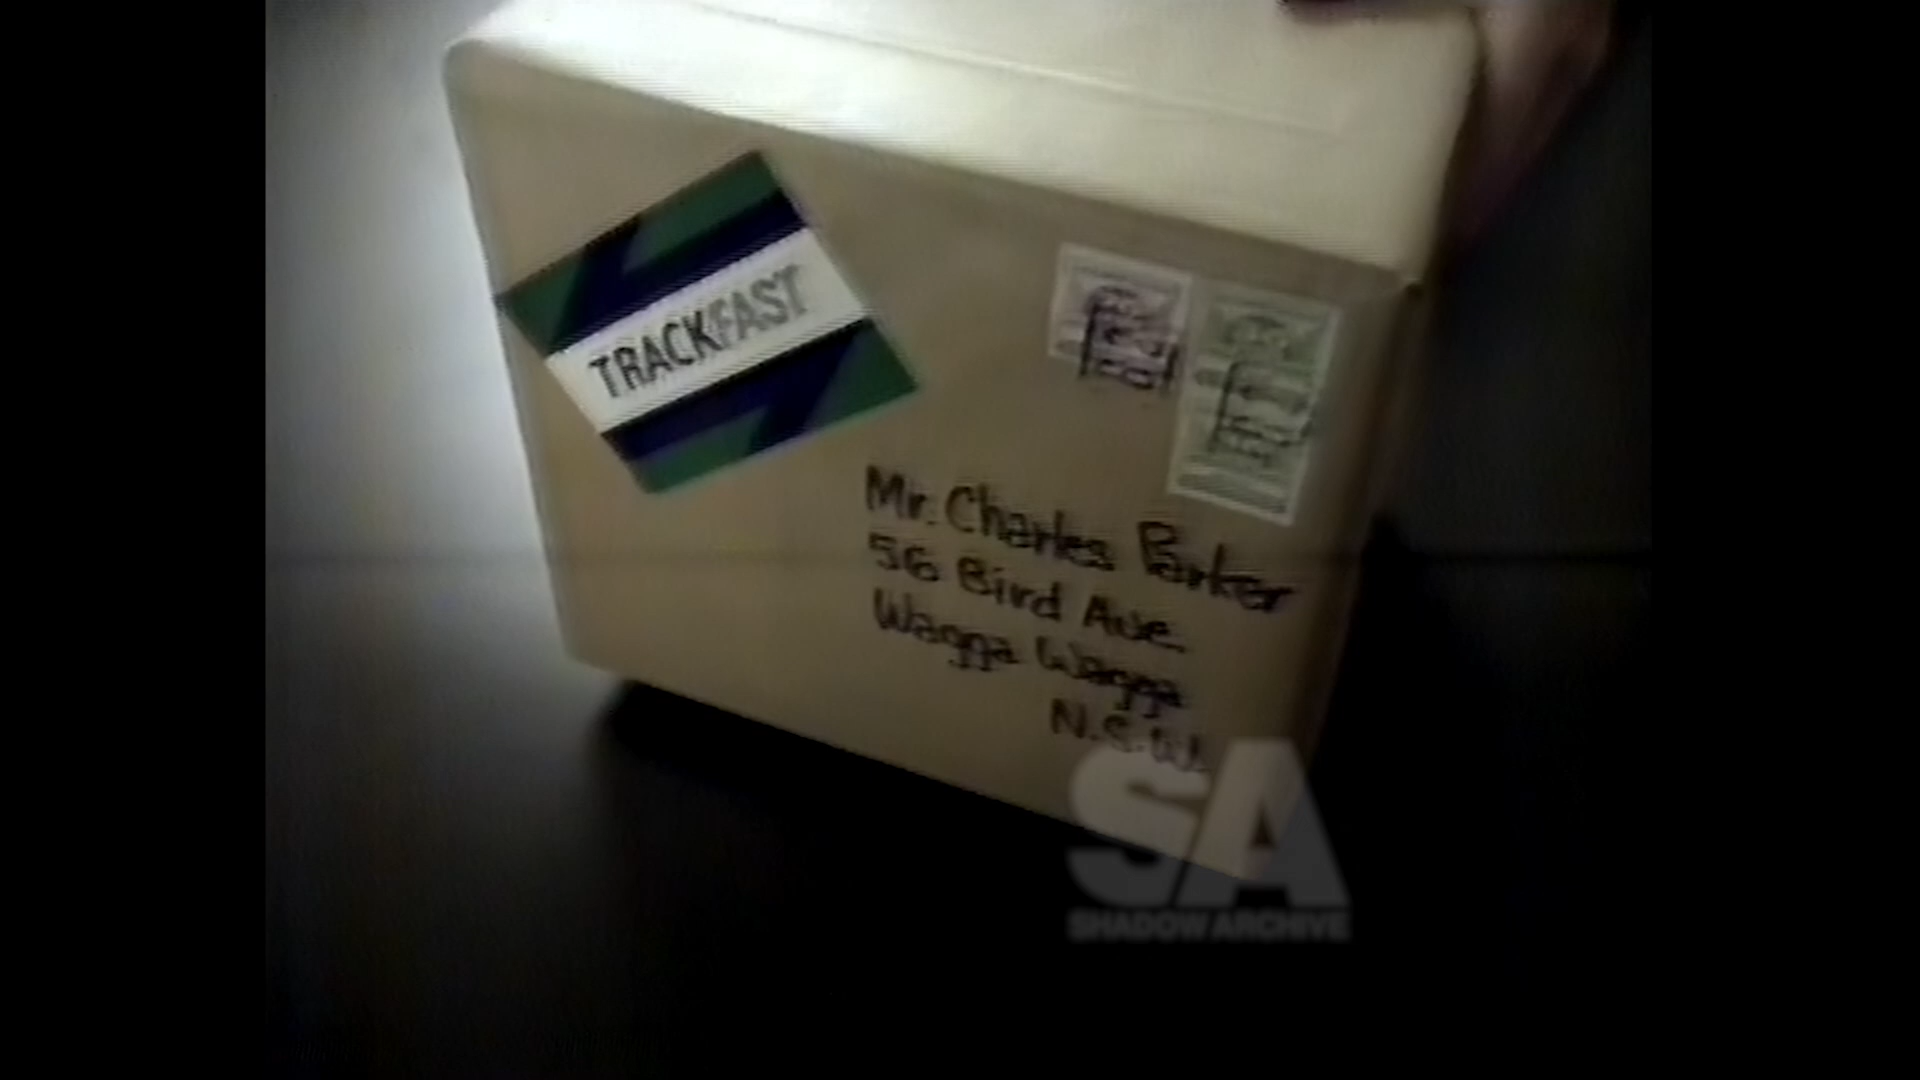 TRACKFAST
Mr. Charles Parker
56 Bird Ave.
Wagga Wagga
N.S.W.
SA
SHADOW ARCHIVE